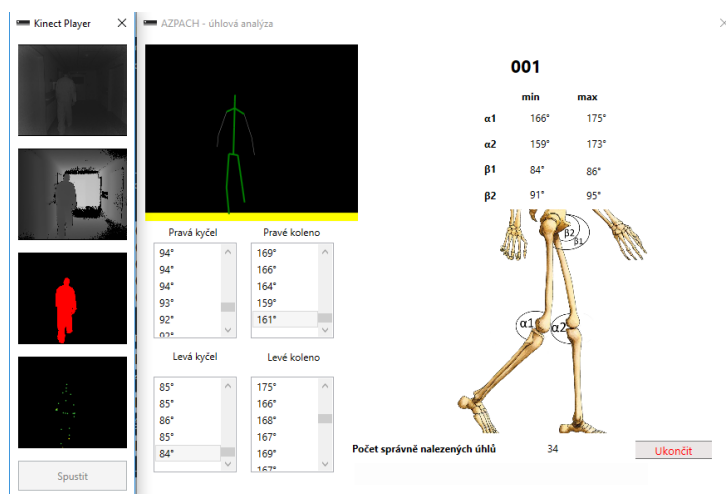 Kinect Player
AZPACH - úhlová analýza
001
min max
α1 166° 175°
α2 159° 173°
β1 84° 86°
β2 91° 95°
Pravá kyčel
94°
94°
94°
93°
92°
92°
Pravé koleno
169°
166°
164°
159°
161°
Levá kyčel
85°
85°
86°
85°
84°
Levé koleno
175°
166°
168°
167°
169°
167°
β2
β1
α1
α2
Počet správně nalezených úhlů 34
Ukončit
Spustit